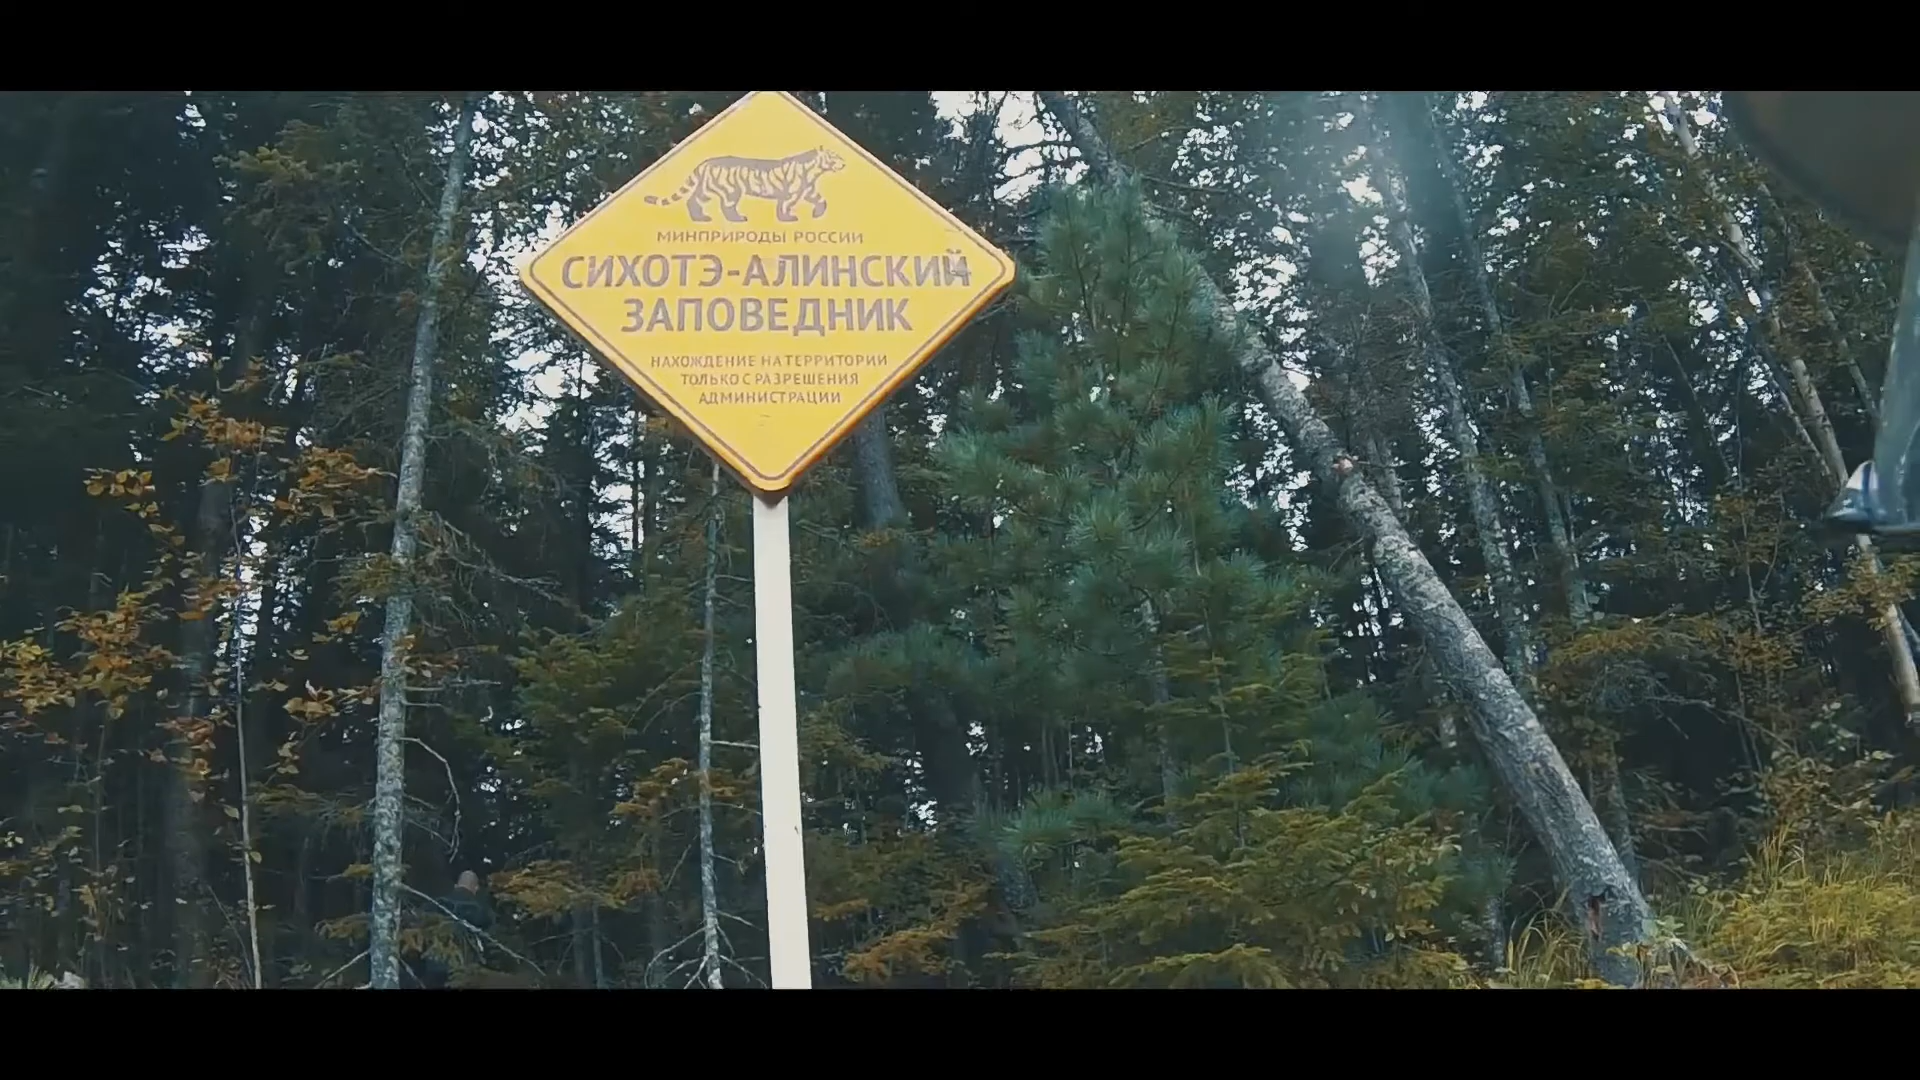 МИНПРИРОДЫ РОССИИ
СИХОТЭ-АЛИНСКИЙ
ЗАПОВЕДНИК
НАХОЖДЕНИЕ НА ТЕРРИТОРИИ
ТОЛЬКО С РАЗРЕШЕНИЯ
АДМИНИСТРАЦИИ